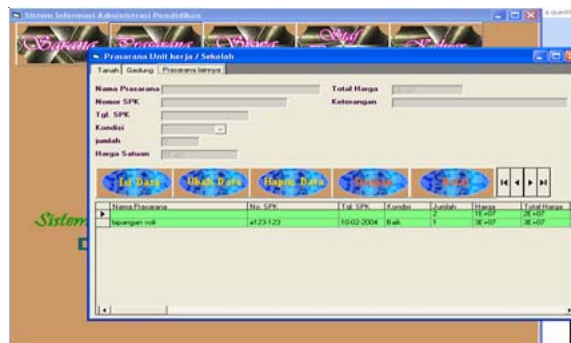 Sistem Informasi Administrasi Pendidikan
Sarana Prasarana Siswa Staf Keluar
Prasarana Unit kerja / Sekolah
Tanah Gedung Prasarana lainnya
Nama Prasarana Total Harga
Nomor SPK Keterangan
Tgl. SPK
Kondisi
jumlah
Harga Satuan
Isi Data Ubah Data Hapus Data
Nama Prasarana No. SPK Tgl. SPK Kondisi Jumlah Harga Total Harga
2 1E+07 2E+07
lapangan voli a123-123 10-02-2004 Baik 1 3E+07 3E+07
Sistem